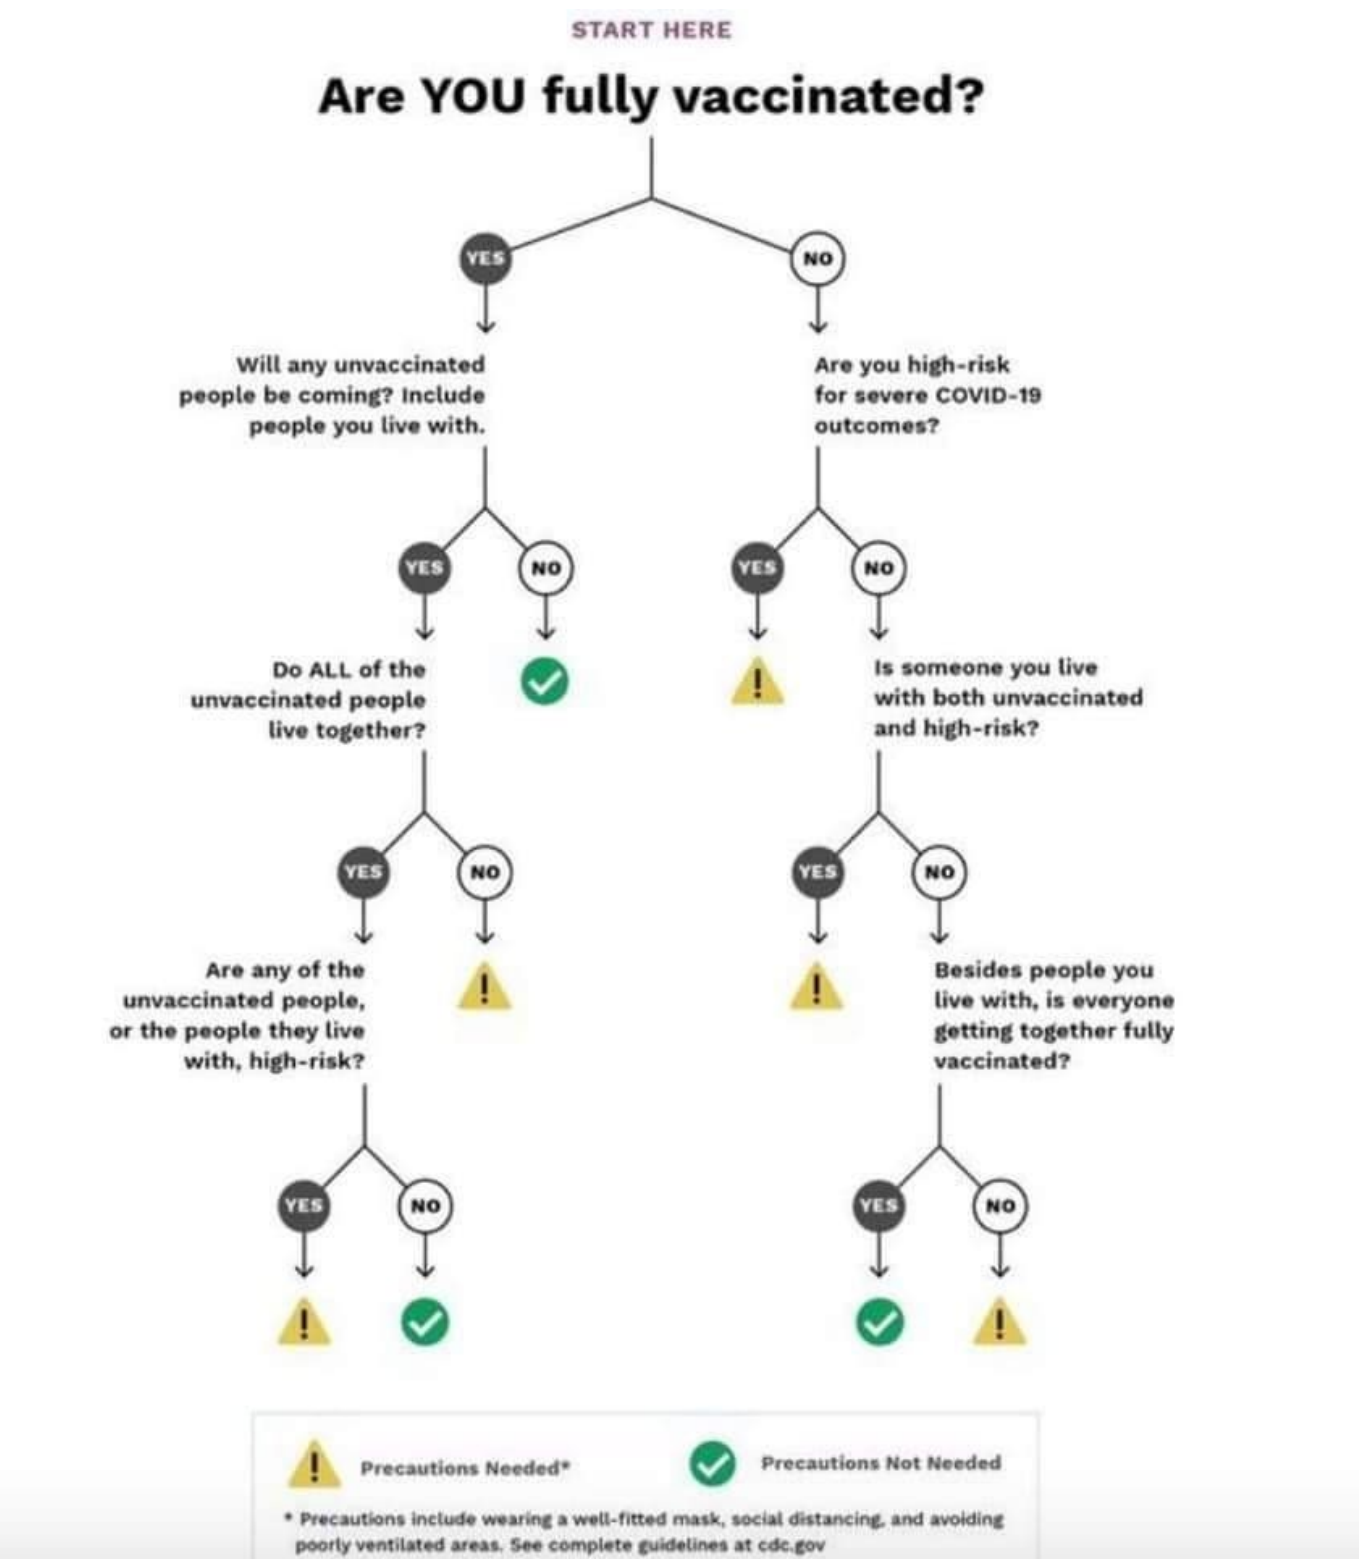 START HERE
Are YOU fully vaccinated?
YES
NO
Will any unvaccinated
people be coming? Include
people you live with.
Are you high-risk
for severe COVID-19
outcomes?
YES
NO
YES
NO
Do ALL of the
unvaccinated people
live together?
Is someone you live
with both unvaccinated
and high-risk?
YES
NO
YES
NO
Are any of the
unvaccinated people,
or the people they live
with, high-risk?
Besides people you
live with, is everyone
getting together fully
vaccinated?
YES
NO
YES
NO
Precautions Needed*
Precautions Not Needed
* Precautions include wearing a well-fitted mask, social distancing, and avoiding
poorly ventilated areas. See complete guidelines at cdc.gov